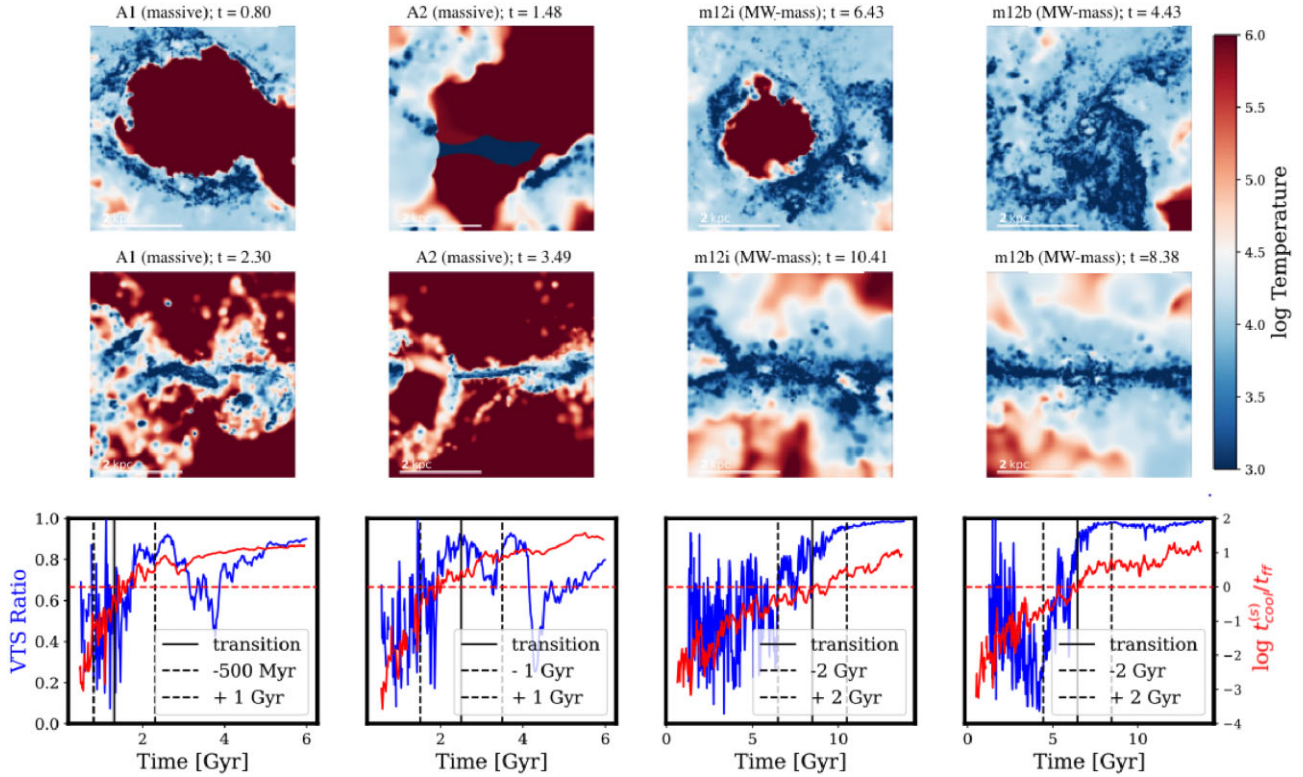 A1 (massive); t = 0.80
A2 (massive); t = 1.48
m12i (MW-mass); t = 6.43
m12b (MW-mass); t = 4.43
2 kpc
2 kpc
2 kpc
2 kpc
A1 (massive); t = 2.30
A2 (massive); t = 3.49
m12i (MW-mass); t = 10.41
m12b (MW-mass); t =8.38
2 kpc
2 kpc
2 kpc
2 kpc
6.0
5.5
5.0
4.5
4.0
3.5
3.0
log Temperature
VTS Ratio
1.0
0.8
0.6
0.4
0.2
0.0
transition
-500 Myr
+ 1 Gyr
2
4
6
Time [Gyr]
transition
- 1 Gyr
+ 1 Gyr
2
4
6
Time [Gyr]
transition
-2 Gyr
+ 2 Gyr
0
5
10
Time [Gyr]
transition
-2 Gyr
+ 2 Gyr
0
5
10
Time [Gyr]
2
1
0
−1
−2
−3
−4
log t_cool^(s)/t_ff